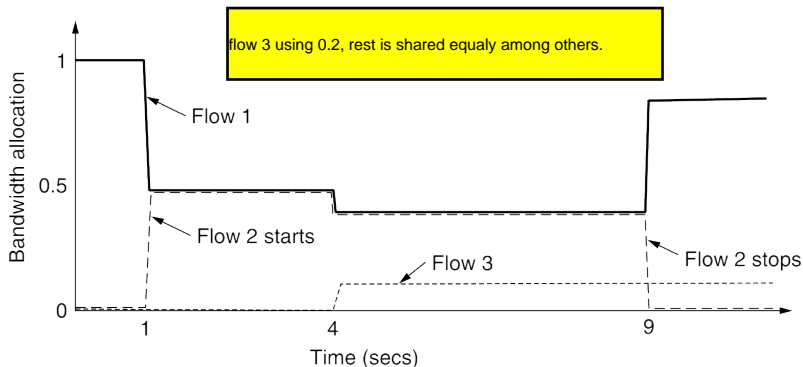 flow 3 using 0.2, rest is shared equaly among others.
Bandwidth allocation
1
0.5
0
Flow 1
Flow 2 starts
Flow 3
Flow 2 stops
1
4
9
Time (secs)